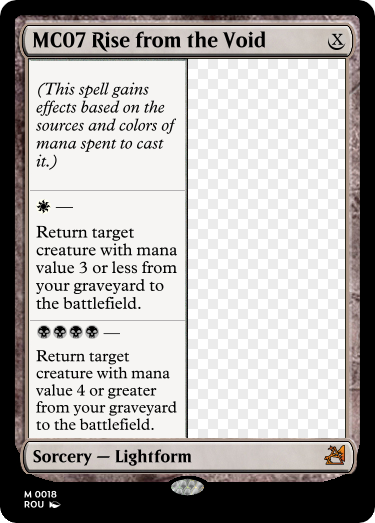 MC07 Rise from the Void X
(This spell gains
effects based on the
sources and colors of
mana spent to cast
it.)
—
Return target
creature with mana
value 3 or less from
your graveyard to
the battlefield.
—
Return target
creature with mana
value 4 or greater
from your graveyard
to the battlefield.
Sorcery — Lightform
M 0018
ROU